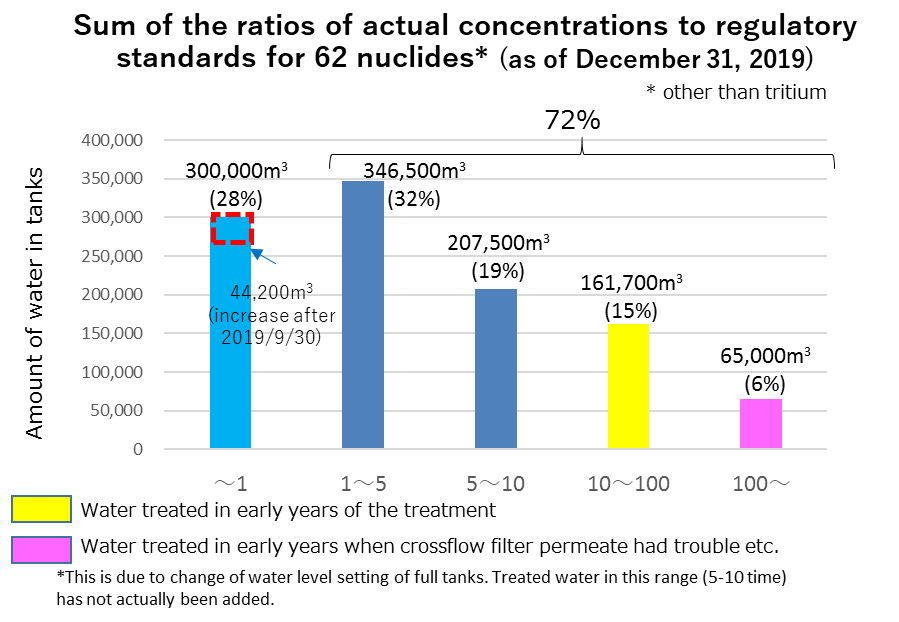 Sum of the ratios of actual concentrations to regulatory
standards for 62 nuclides* (as of December 31, 2019)
* other than tritium
72%
Amount of water in tanks
400,000
350,000
300,000
250,000
200,000
150,000
100,000
50,000
0
300,000m³
(28%)
44,200m³
(increase after
2019/9/30)
346,500m³
(32%)
207,500m³
(19%)
161,700m³
(15%)
65,000m³
(6%)
～1
1～5
5～10
10～100
100～
Water treated in early years of the treatment
Water treated in early years when crossflow filter permeate had trouble etc.
*This is due to change of water level setting of full tanks. Treated water in this range (5-10 time)
has not actually been added.